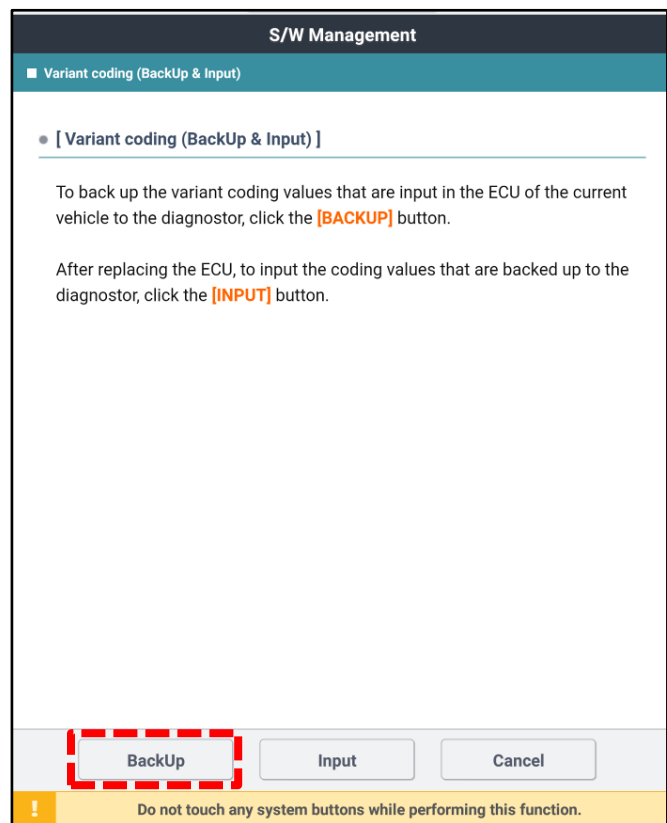 S/W Management
Variant coding (BackUp & Input)
[ Variant coding (BackUp & Input) ]
To back up the variant coding values that are input in the ECU of the current
vehicle to the diagnostor, click the [BACKUP] button.
After replacing the ECU, to input the coding values that are backed up to the
diagnostor, click the [INPUT] button.
BackUp Input Cancel
! Do not touch any system buttons while performing this function.